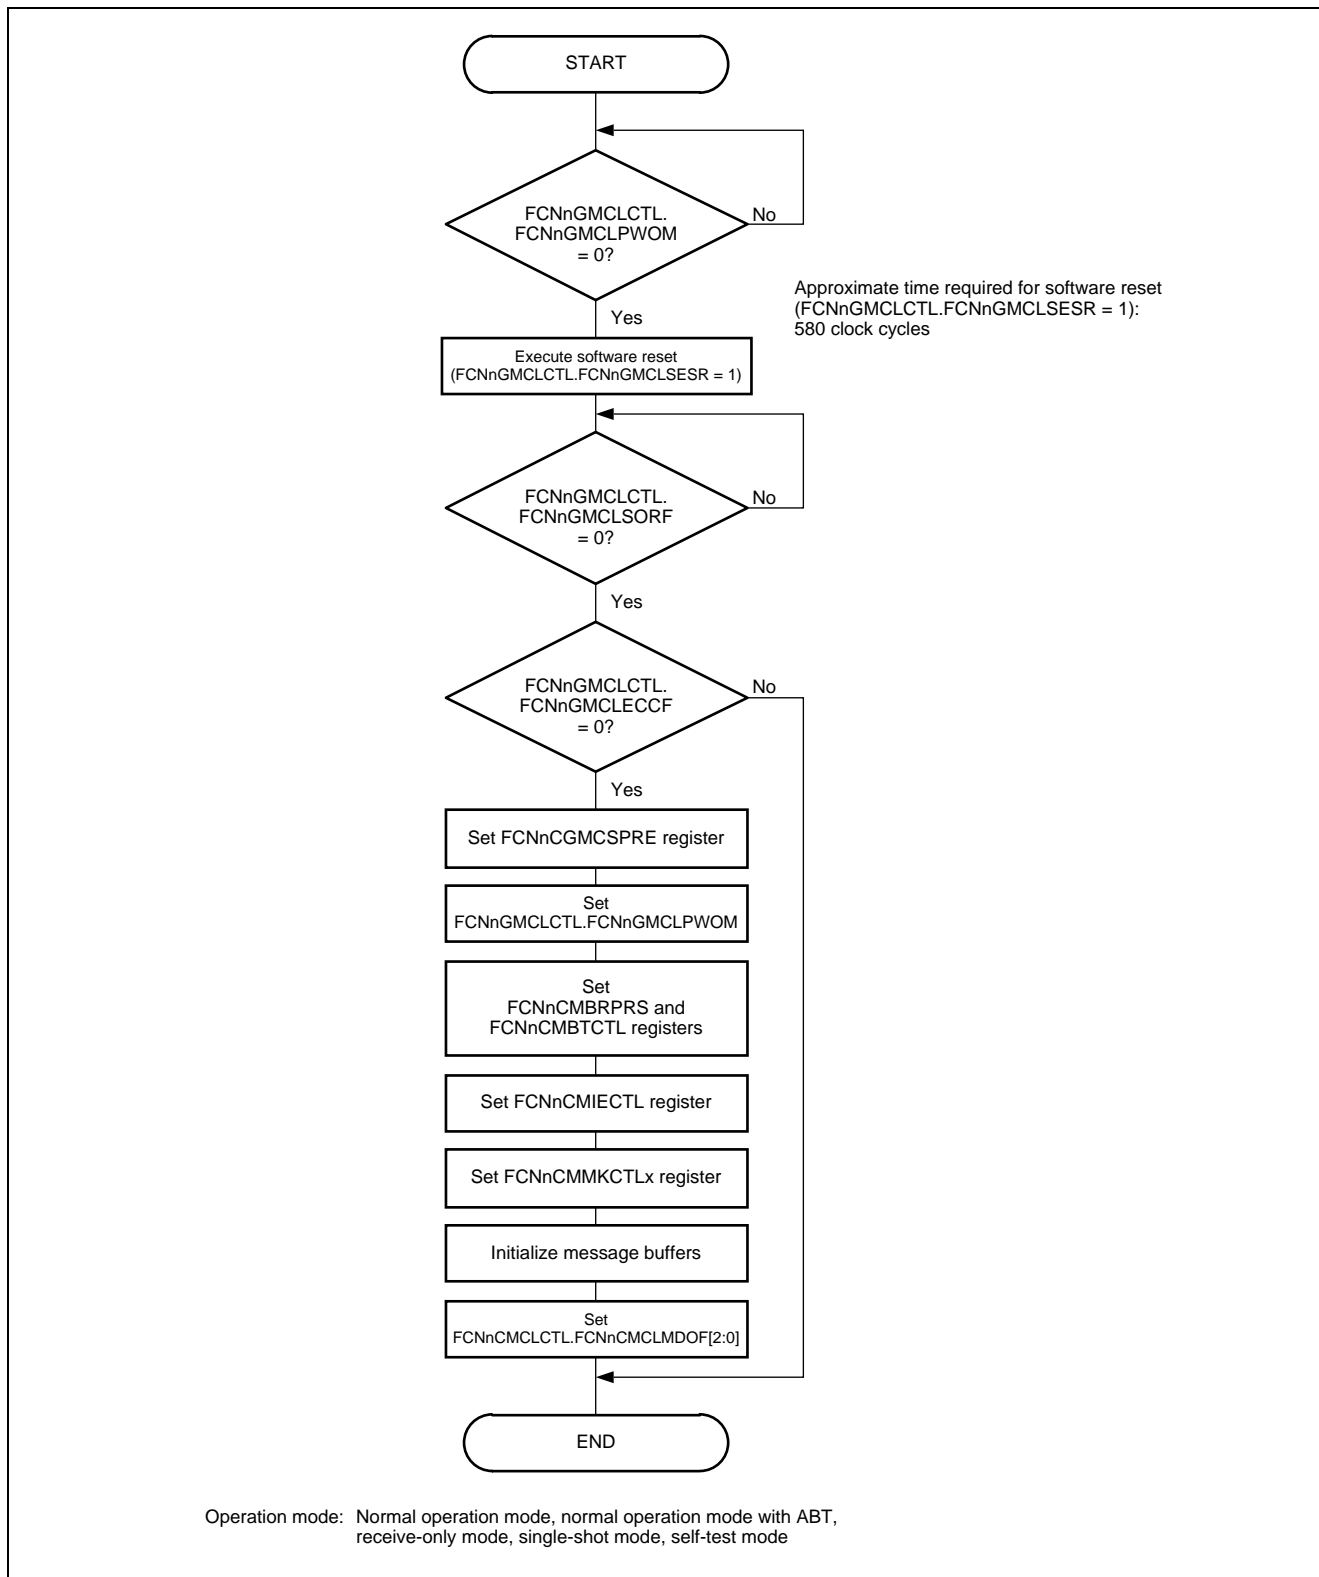 START
FCNnGMCLCTL.
FCNnGMCLPWOM
= 0?
No
Approximate time required for software reset
(FCNnGMCLCTL.FCNnGMCLSESR = 1):
580 clock cycles
Yes
Execute software reset
(FCNnGMCLCTL.FCNnGMCLSESR = 1)
FCNnGMCLCTL.
FCNnGMCLSORF
= 0?
No
Yes
FCNnGMCLCTL.
FCNnGMCLECCF
= 0?
No
Yes
Set FCNnCGMCSPRE register
Set
FCNnGMCLCTL.FCNnGMCLPWOM
Set
FCNnCMBRPRS and
FCNnCMBTCTL registers
Set FCNnCMIECTL register
Set FCNnCMMKCTLx register
Initialize message buffers
Set
FCNnCMCLCTL.FCNnCMCLMDOF[2:0]
END
Operation mode: Normal operation mode, normal operation mode with ABT,
receive-only mode, single-shot mode, self-test mode